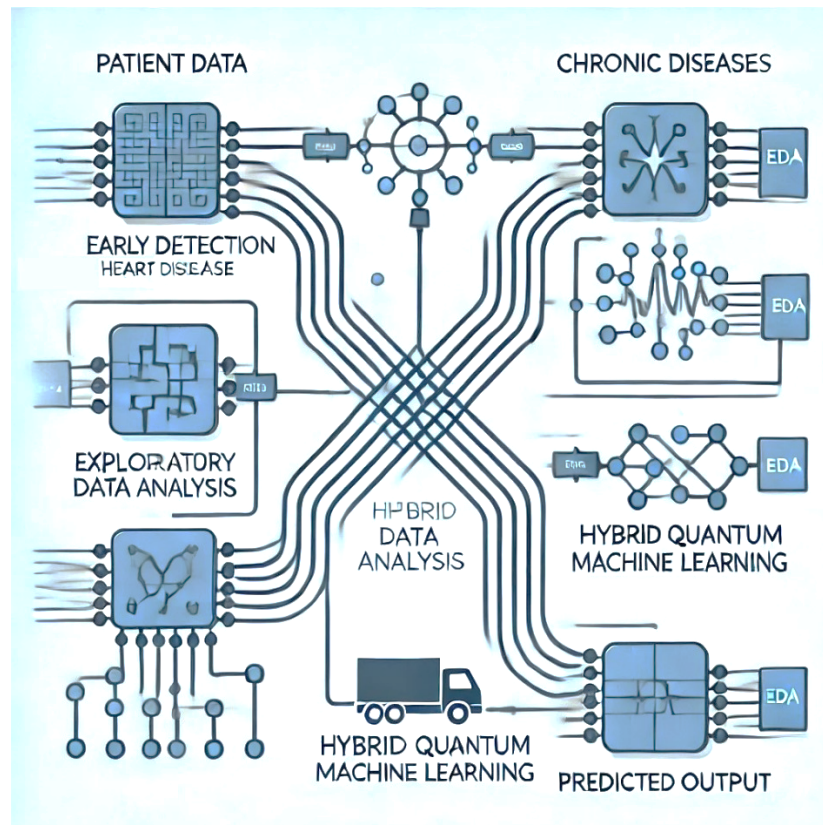 PATIENT DATA
CHRONIC DISEASES
EDA
EARLY DETECTION
HEART DISEASE
EDA
EXPLORATORY
DATA ANALYSIS
EDA
HYBRID
DATA
ANALYSIS
HYBRID QUANTUM
MACHINE LEARNING
EDA
HYBRID QUANTUM
MACHINE LEARNING
PREDICTED OUTPUT